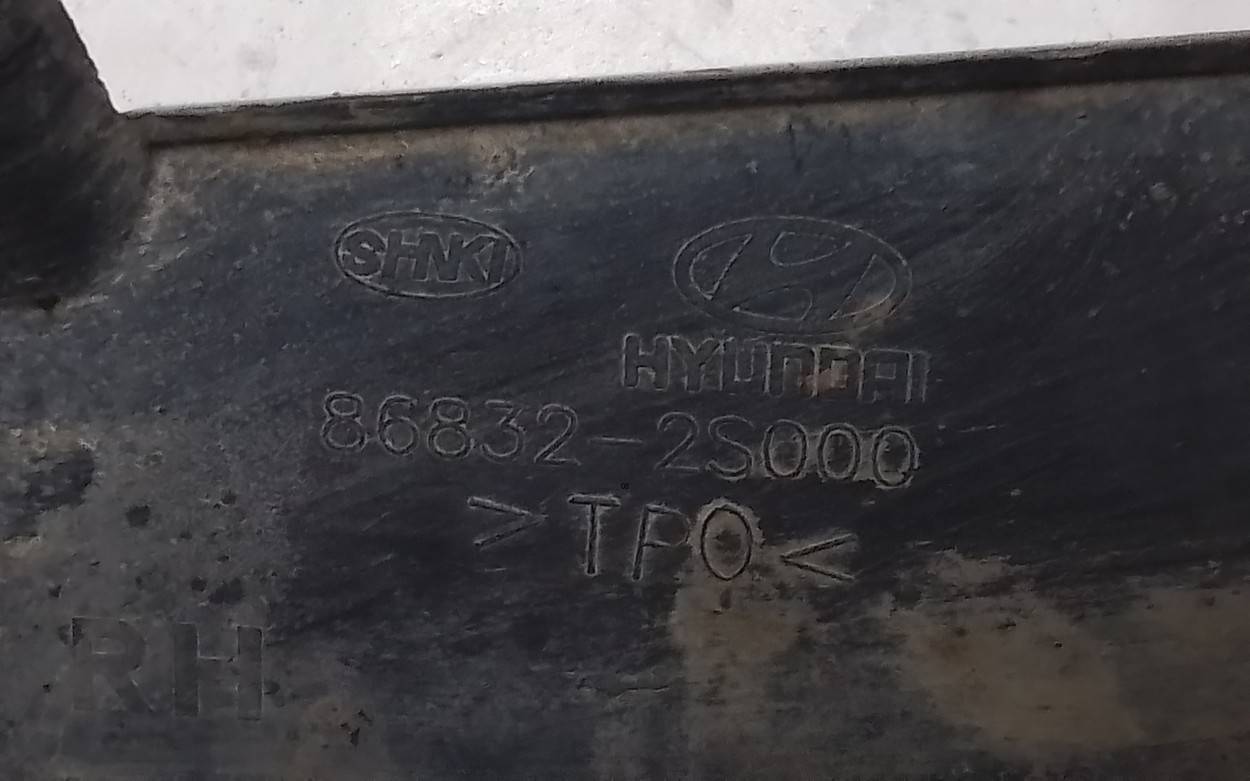 SHNKI
HYUNDAI
86832-2S000
>TPO<
RH